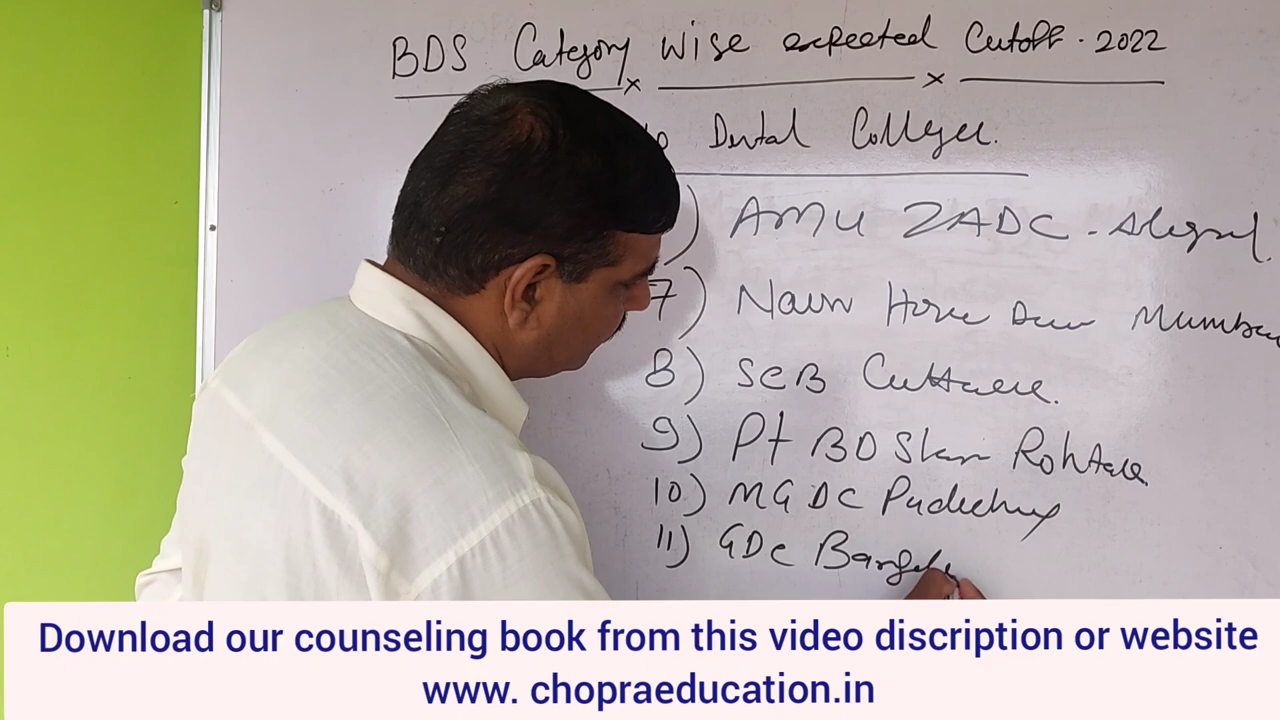 BDS Category wise expected Cutoff. 2022
Dental College.
) AMU ZADC - Aligarh.
7) Nair Mumbai
8) SCB Cuttack.
9) Pt BD Sharma Rohtak
10) MGDC Puducherry
11) GDC Bangalo
Download our counseling book from this video discription or website
www. chopraeducation.in